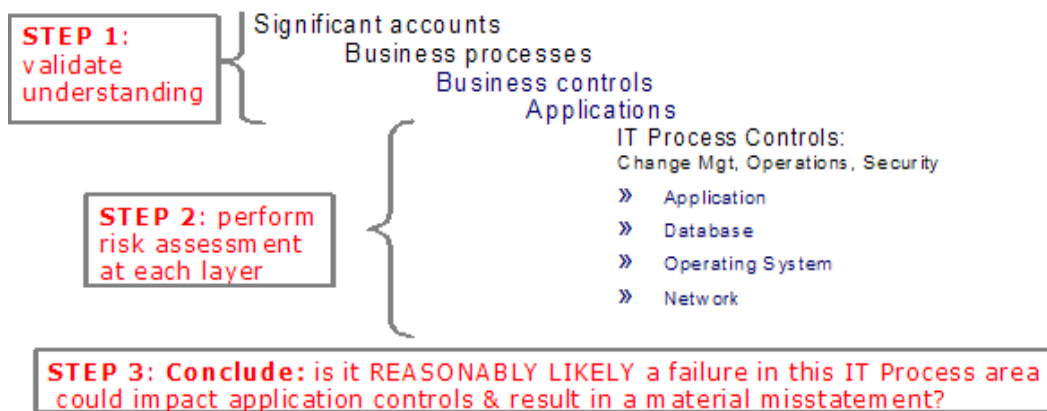 STEP 1:
validate
understanding
Significant accounts
Business processes
Business controls
Applications
IT Process Controls:
Change Mgt, Operations, Security
» Application
» Database
» Operating System
» Network
STEP 2: perform
risk assessment
at each layer
STEP 3: Conclude: is it REASONABLY LIKELY a failure in this IT Process area
could impact application controls & result in a material misstatement?